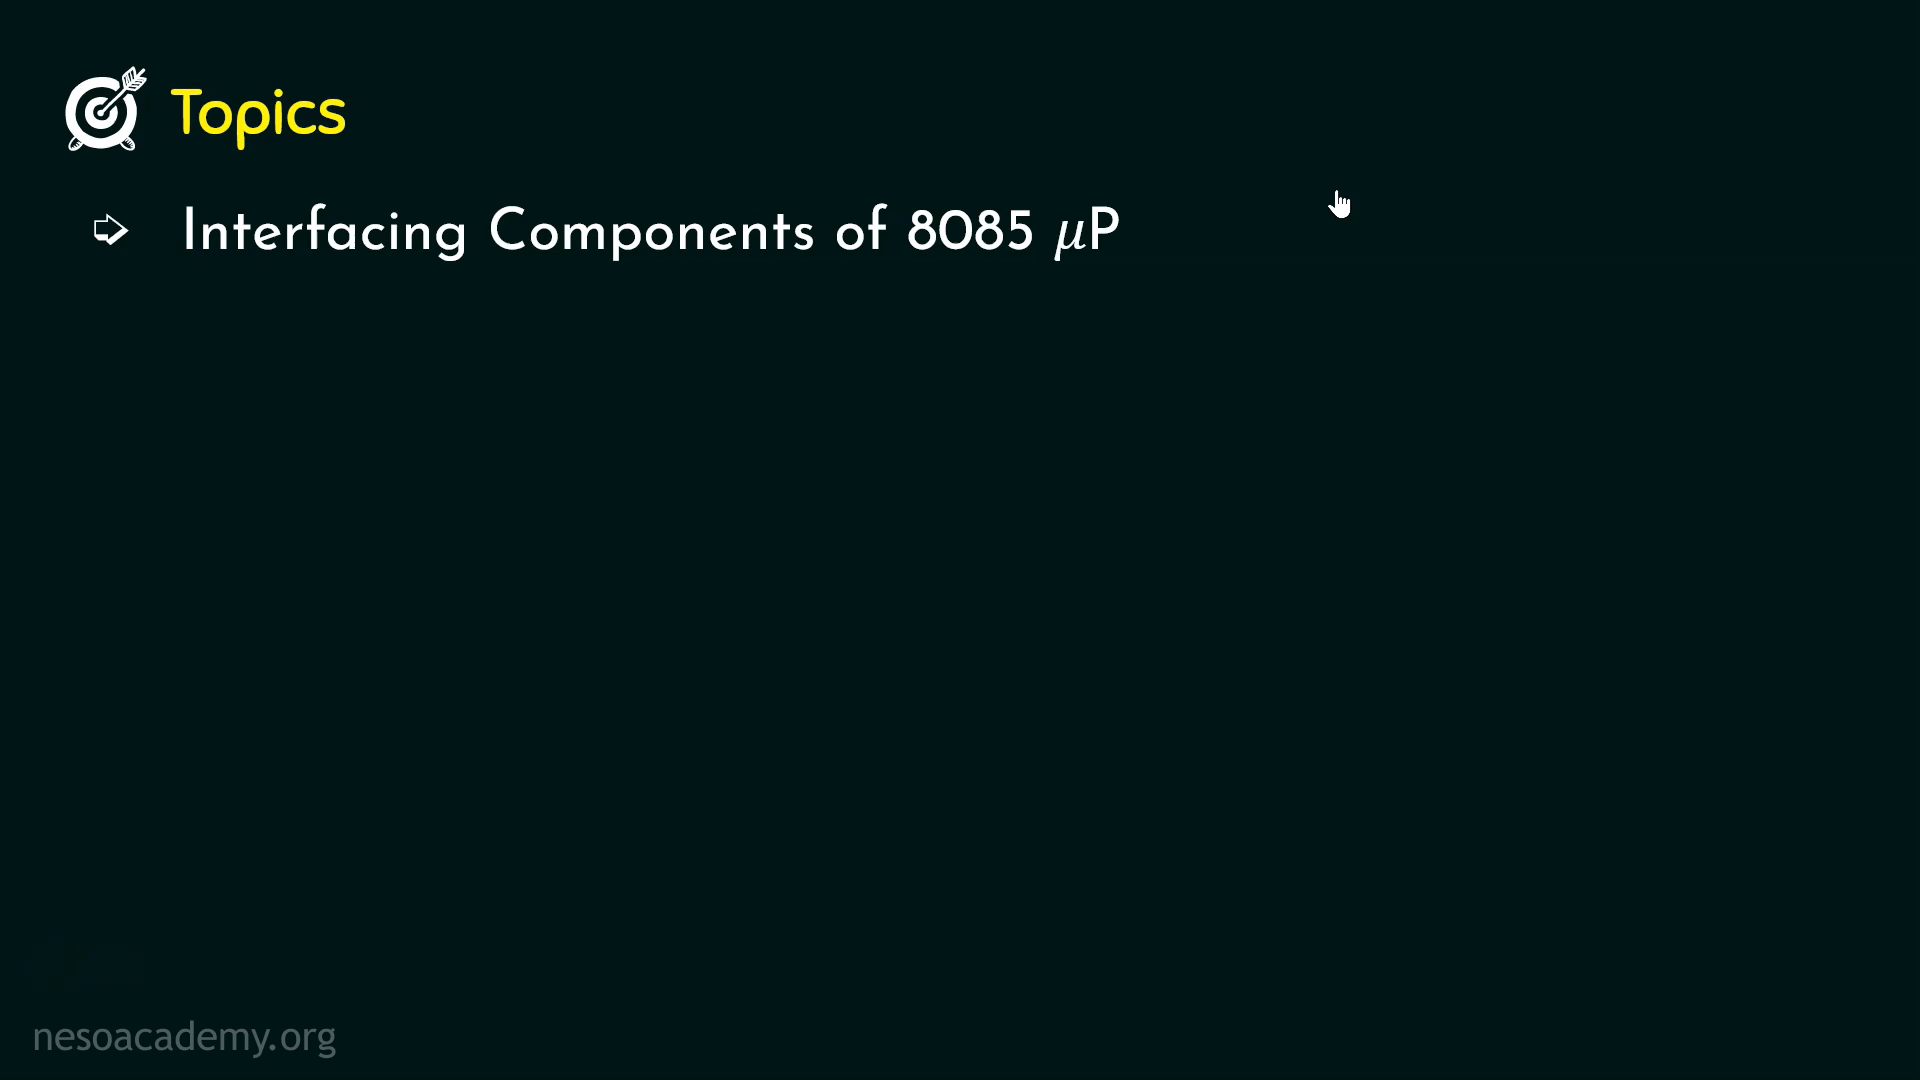 Topics
➩ Interfacing Components of 8085 μP
nesoacademy.org